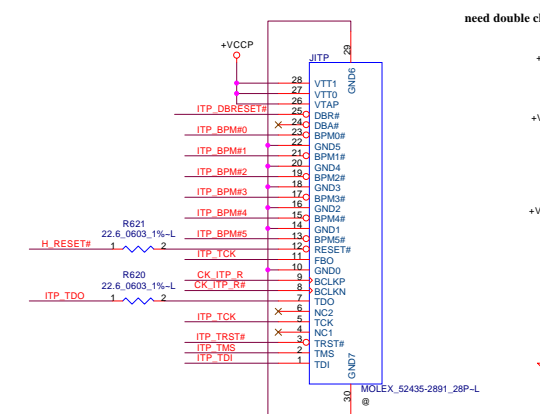 need double c
+VCCP
JITP
29
GND6
28 VTT1
27 VTT0
26 VTAP
ITP_DBRESET# 25 DBR#
24 DBA#
ITP_BPM#0 23 BPM0#
22 GND5
ITP_BPM#1 21 BPM1#
20 GND4
ITP_BPM#2 19 BPM2#
18 GND3
ITP_BPM#3 17 BPM3#
16 GND2
ITP_BPM#4 15 BPM4#
14 GND1
ITP_BPM#5 13 BPM5#
R621
22.6_0603_1%~L
H_RESET# 1 2 12 RESET#
ITP_TCK 11 FBO
10 GND0
R620
22.6_0603_1%~L
CK_ITP_R 9 BCLKP
CK_ITP_R# 8 BCLKN
ITP_TDO 1 2 7 TDO
6 NC2
ITP_TCK 5 TCK
4 NC1
ITP_TRST# 3 TRST#
ITP_TMS 2 TMS
ITP_TDI 1 TDI
GND7
30
MOLEX_52435-2891_28P~L
@
+V
+V